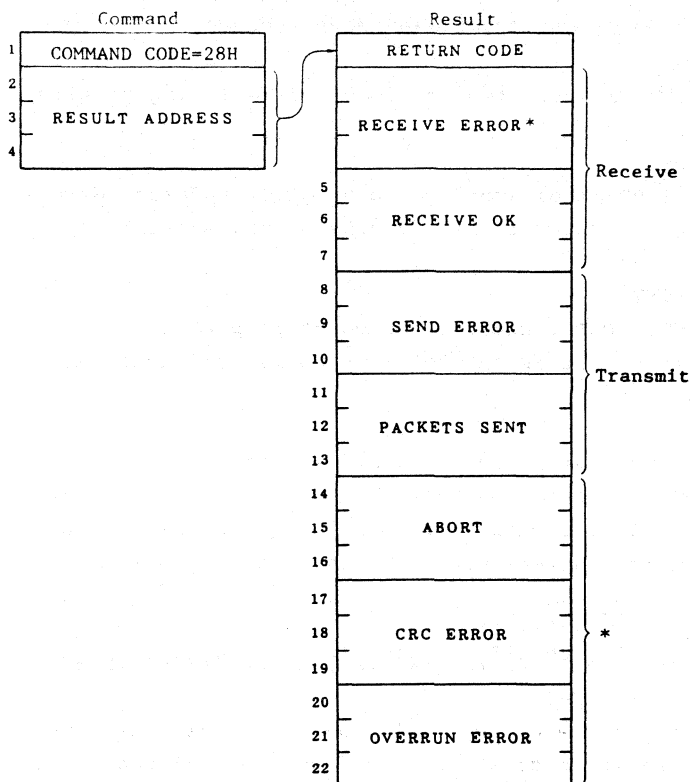 Command
1 COMMAND CODE=28H
2
3 RESULT ADDRESS
4
Result
RETURN CODE
RECEIVE ERROR*
5
6 RECEIVE OK
7
Receive
8
9 SEND ERROR
10
11
12 PACKETS SENT
13
Transmit
14
15 ABORT
16
17
18 CRC ERROR
19
20
21 OVERRUN ERROR
22
*